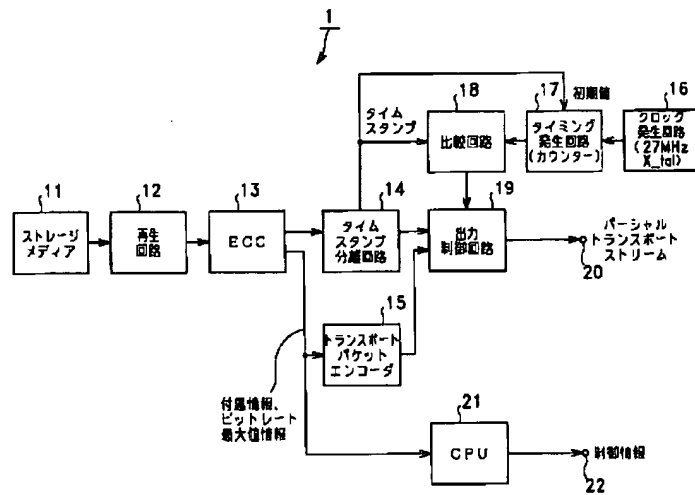 1
18
17
16
初期値
タイム
スタンプ
比較回路
タイミング
発生回路
(カウンター)
クロック
発生回路
(27MHz
X_tal)
11
12
13
14
19
ストレージ
メディア
再生
回路
ECC
タイム
スタンプ
分離回路
出力
制御回路
パーシャル
トランスポート
ストリーム
20
15
トランスポート
パケット
エンコーダ
付属情報、
ビットレート
最大値情報
21
CPU
制御情報
22